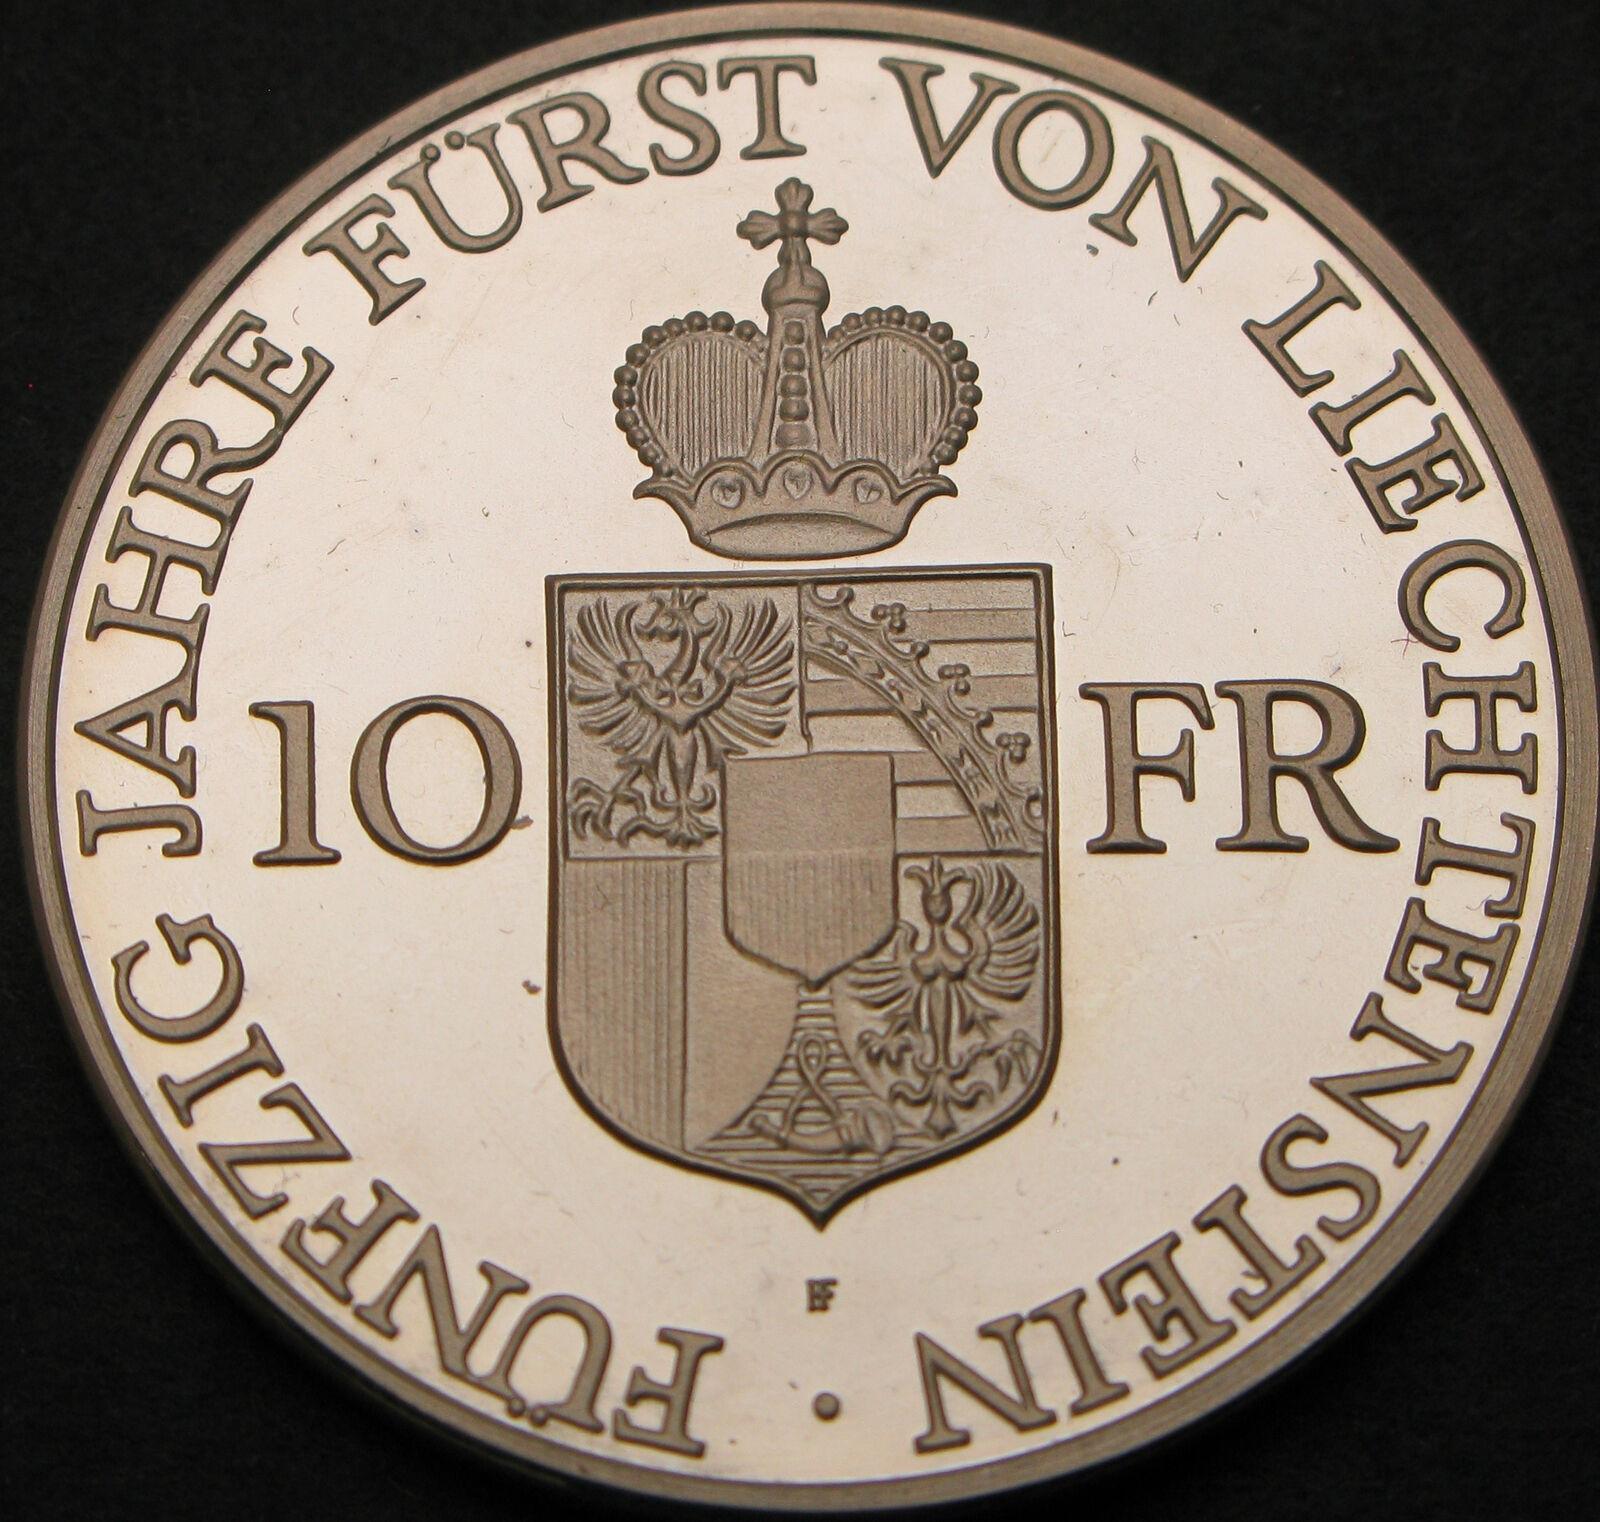 FÜNFZIG JAHRE FÜRST VON LIECHTENSTEIN ·
10 FR